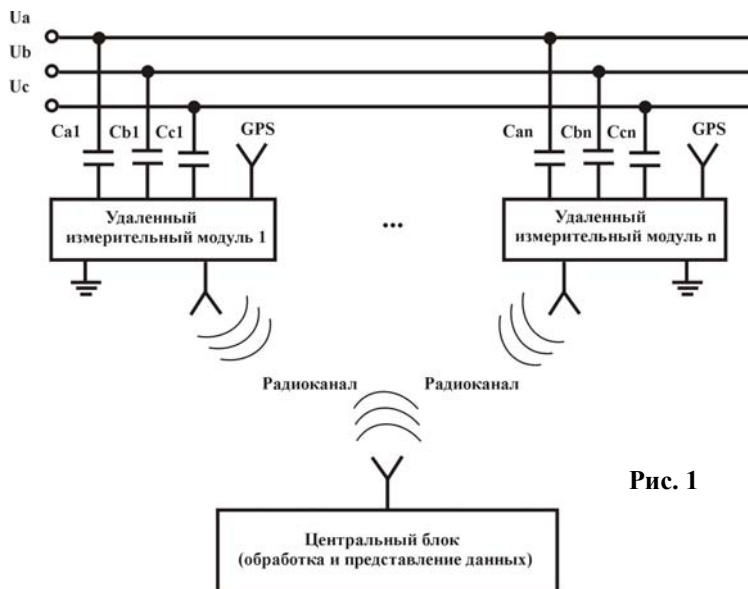 Ua
Ub
Uc
Ca1 Cb1 Cc1 GPS
Can Cbn Ccn GPS
Удаленный
измерительный модуль 1
...
Удаленный
измерительный модуль n
Радиоканал Радиоканал
Рис. 1
Центральный блок
(обработка и представление данных)